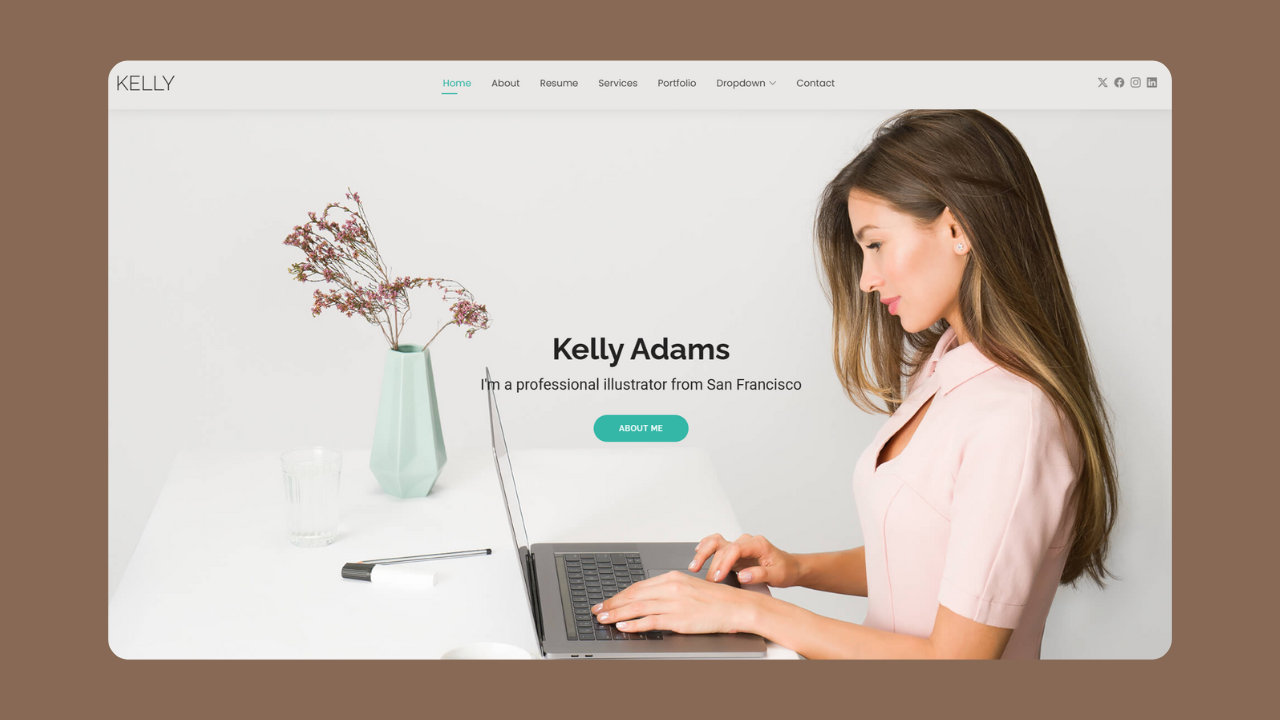 KELLY
Home About Resume Services Portfolio Dropdown Contact
Kelly Adams
I'm a professional illustrator from San Francisco
ABOUT ME